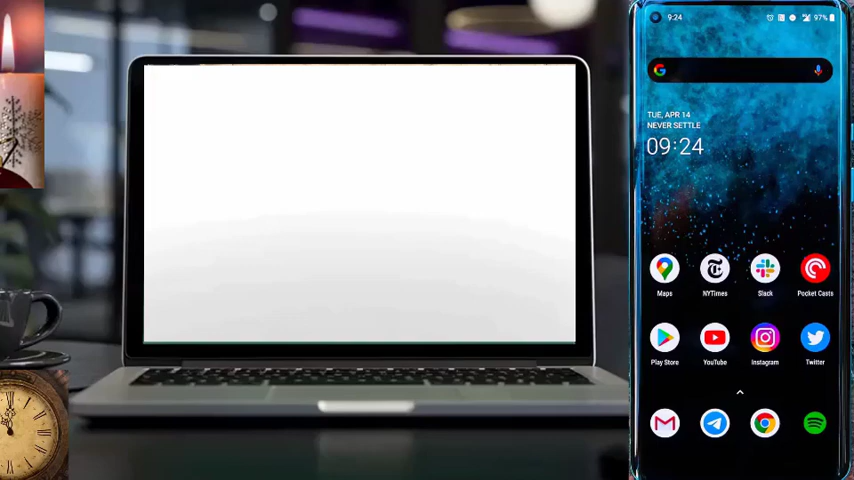 9:24
97%
TUE, APR 14
NEVER SETTLE
09:24
Maps
NYTimes
Slack
Pocket Casts
Play Store
YouTube
Instagram
Twitter